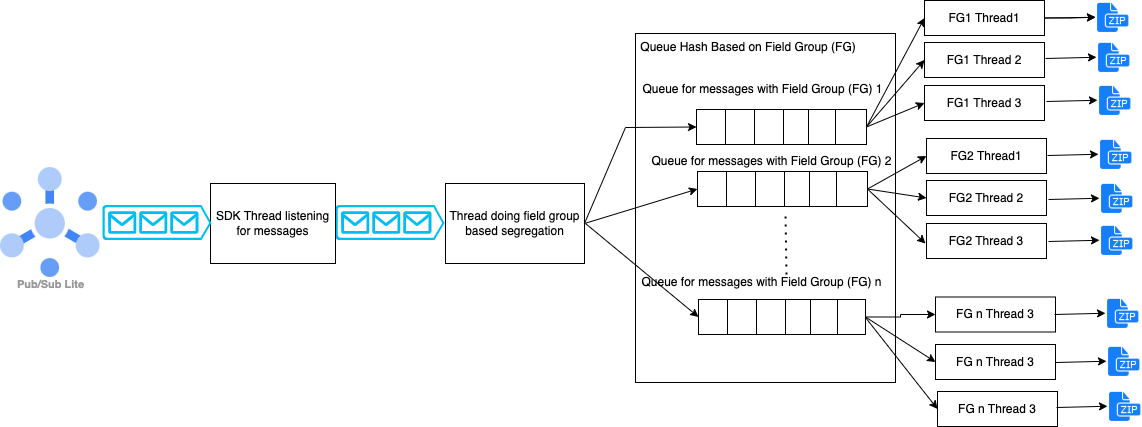 FG1 Thread1
ZIP
Queue Hash Based on Field Group (FG)
FG1 Thread 2
ZIP
Queue for messages with Field Group (FG) 1
FG1 Thread 3
ZIP
Queue for messages with Field Group (FG) 2
FG2 Thread1
ZIP
SDK Thread listening
for messages
Thread doing field group
based segregation
FG2 Thread 2
ZIP
FG2 Thread 3
ZIP
Pub/Sub Lite
Queue for messages with Field Group (FG) n
FG n Thread 3
ZIP
FG n Thread 3
ZIP
FG n Thread 3
ZIP